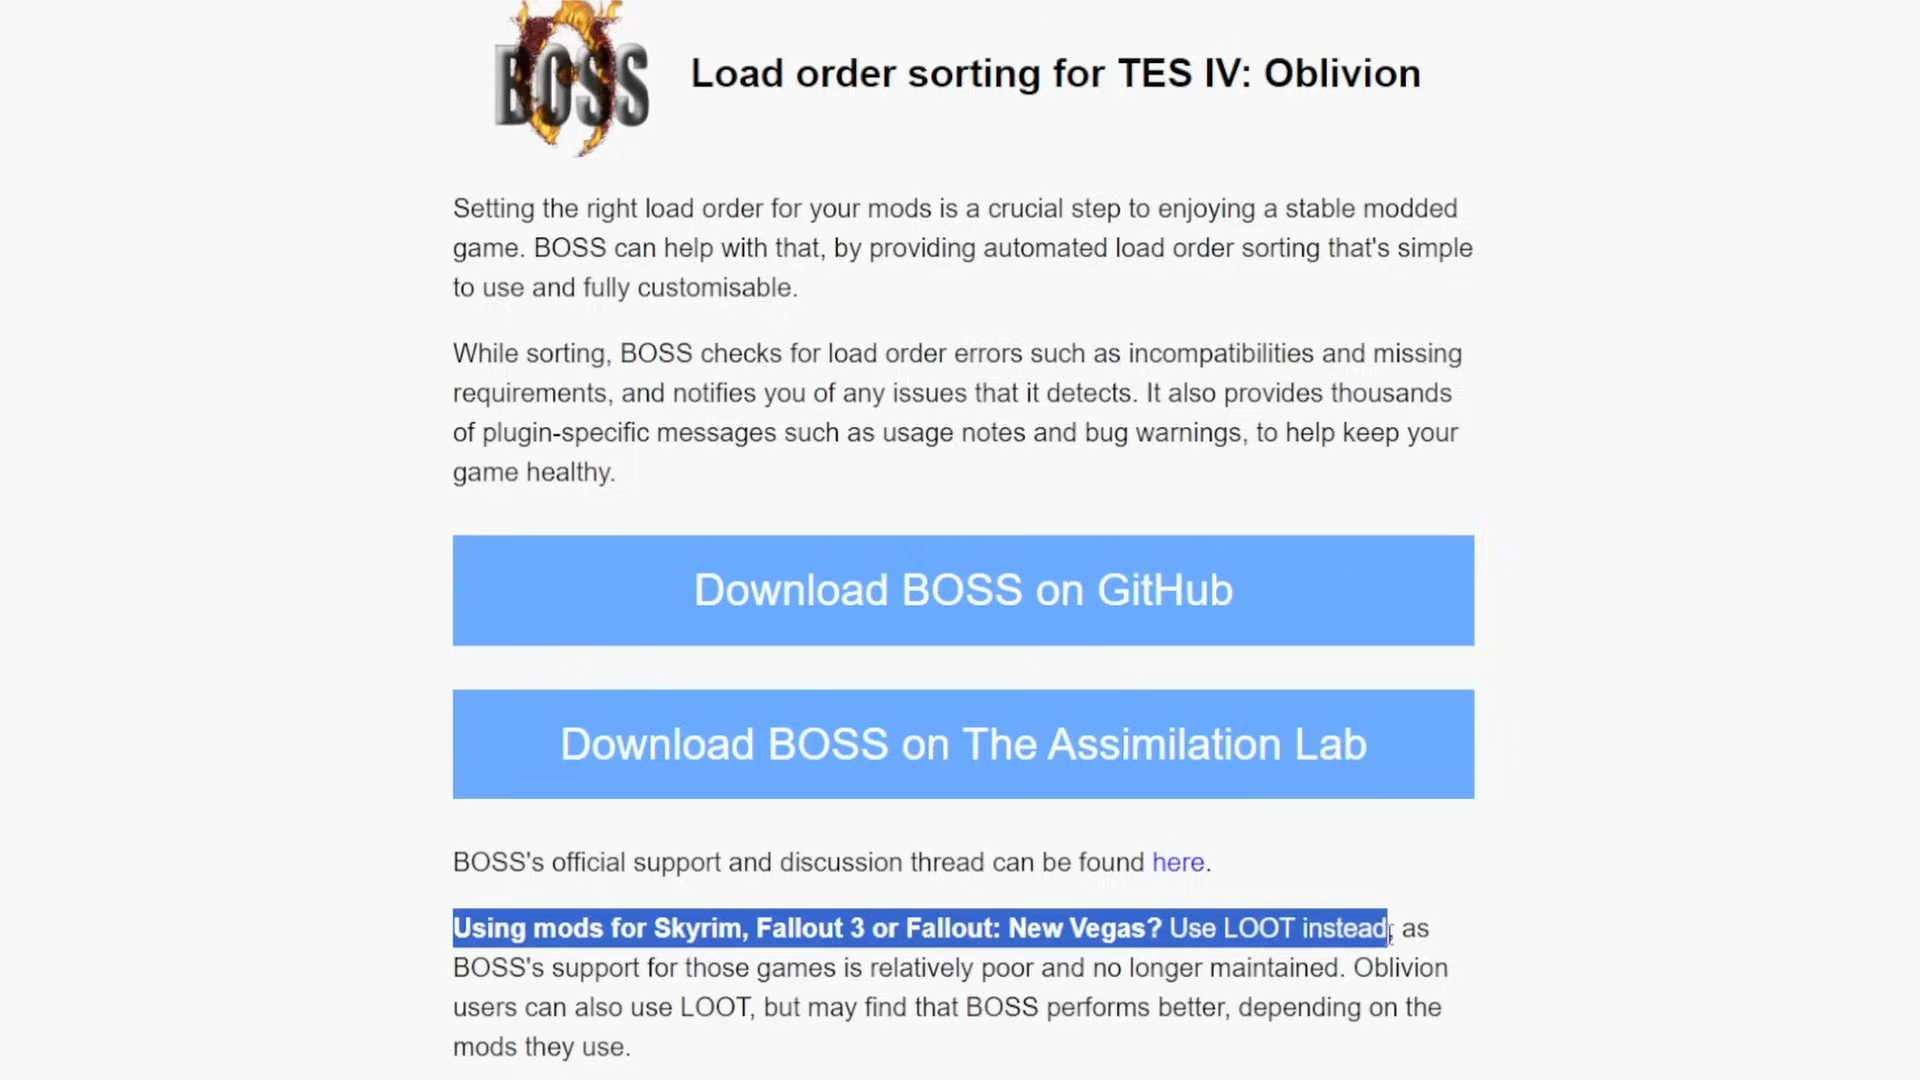 BOSS
Load order sorting for TES IV: Oblivion
Setting the right load order for your mods is a crucial step to enjoying a stable modded
game. BOSS can help with that, by providing automated load order sorting that's simple
to use and fully customisable.
While sorting, BOSS checks for load order errors such as incompatibilities and missing
requirements, and notifies you of any issues that it detects. It also provides thousands
of plugin-specific messages such as usage notes and bug warnings, to help keep your
game healthy.
Download BOSS on GitHub
Download BOSS on The Assimilation Lab
BOSS's official support and discussion thread can be found here.
Using mods for Skyrim, Fallout 3 or Fallout: New Vegas? Use LOOT instead, as
BOSS's support for those games is relatively poor and no longer maintained. Oblivion
users can also use LOOT, but may find that BOSS performs better, depending on the
mods they use.